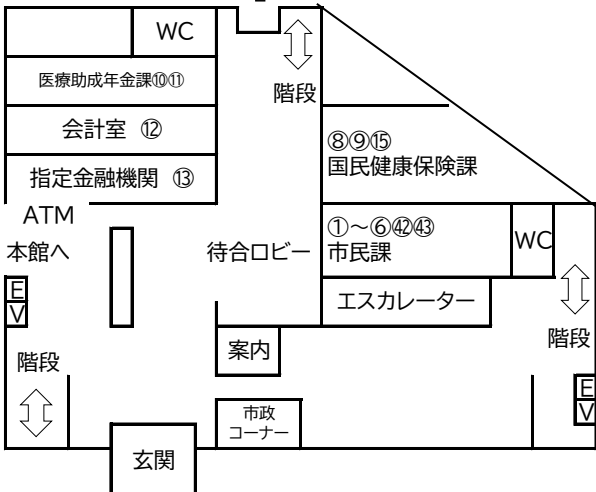 WC
階段
医療助成年金課⑩⑪
会計室 ⑫
⑧⑨⑮
国民健康保険課
指定金融機関 ⑬
ATM
本館へ
待合ロビー
①～⑥㊷㊸
市民課
WC
EV
エスカレーター
階段
案内
階段
EV
市政
コーナー
玄関